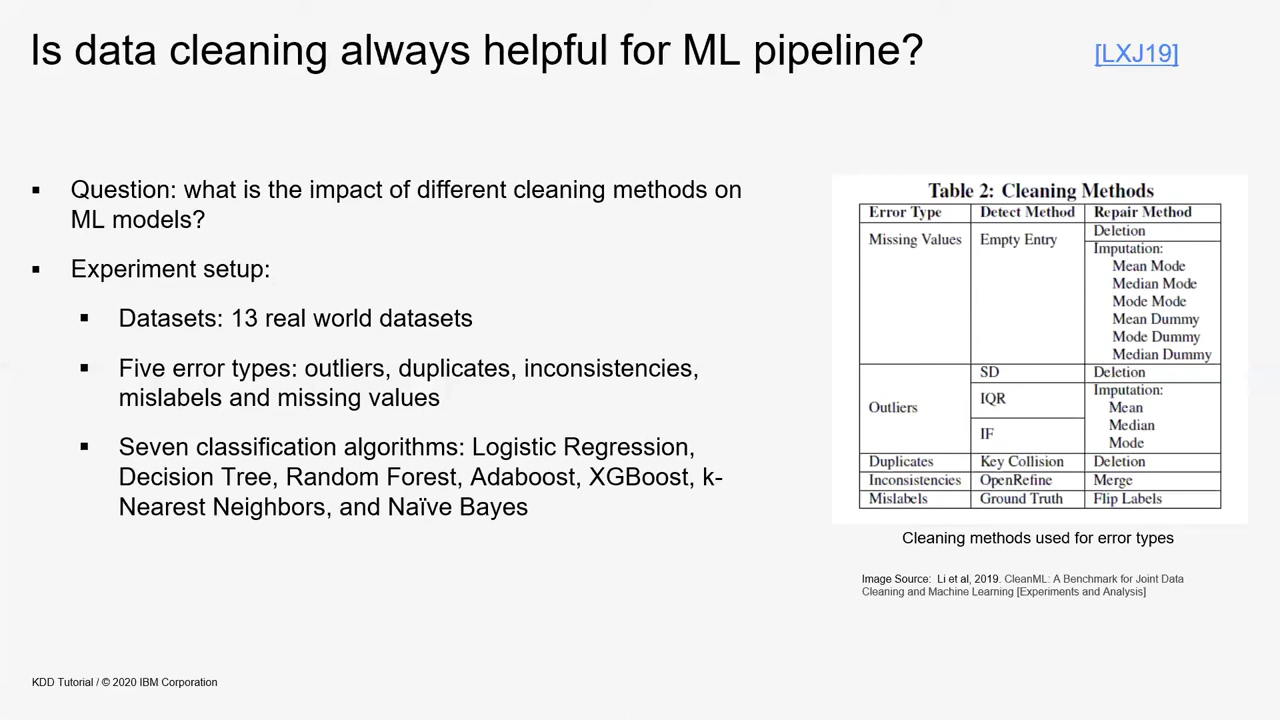 Is data cleaning always helpful for ML pipeline?
[LXJ19]
▪ Question: what is the impact of different cleaning methods on
ML models?
▪ Experiment setup:
▪ Datasets: 13 real world datasets
▪ Five error types: outliers, duplicates, inconsistencies,
mislabels and missing values
▪ Seven classification algorithms: Logistic Regression,
Decision Tree, Random Forest, Adaboost, XGBoost, k-
Nearest Neighbors, and Naïve Bayes
Table 2: Cleaning Methods
Error Type Detect Method Repair Method
Missing Values Empty Entry Deletion
Imputation:
Mean Mode
Median Mode
Mode Mode
Mean Dummy
Mode Dummy
Median Dummy
Outliers SD Deletion
IQR Imputation:
Mean
IF Median
Mode
Duplicates Key Collision Deletion
Inconsistencies OpenRefine Merge
Mislabels Ground Truth Flip Labels
Cleaning methods used for error types
Image Source: Li et al, 2019. CleanML: A Benchmark for Joint Data
Cleaning and Machine Learning [Experiments and Analysis]
KDD Tutorial / © 2020 IBM Corporation